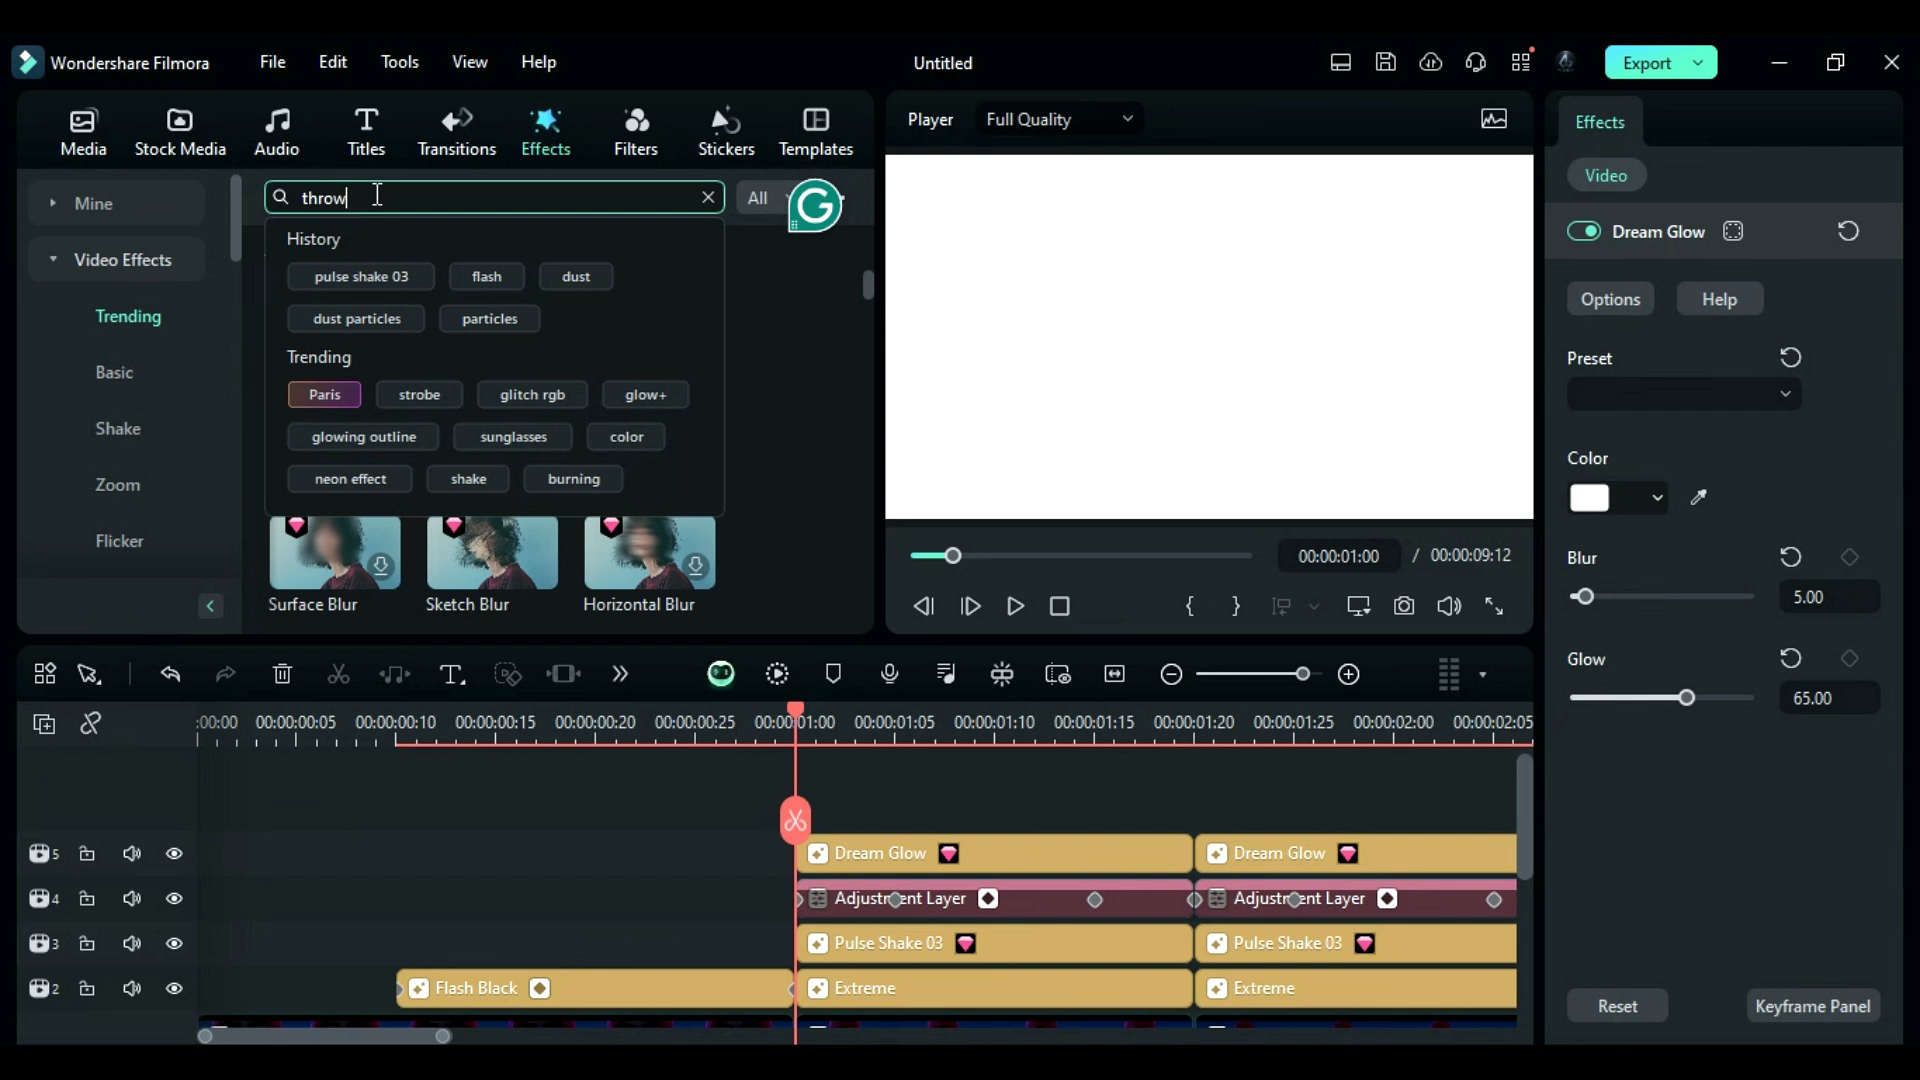 Wondershare Filmora File Edit Tools View Help Untitled Export
Media Stock Media Audio Titles Transitions Effects Filters Stickers Templates
Player Full Quality
Effects
Video
Mine
Video Effects
Trending
Basic
Shake
Zoom
Flicker
throw
All
G
History
pulse shake 03 flash dust
dust particles particles
Trending
Paris strobe glitch rgb glow+
glowing outline sunglasses color
neon effect shake burning
Surface Blur Sketch Blur Horizontal Blur
00:00:01:00 / 00:00:09:12
Dream Glow
Options Help
Preset
Color
Blur
5.00
Glow
65.00
Reset Keyframe Panel
:00:00 00:00:00:05 00:00:00:10 00:00:00:15 00:00:00:20 00:00:00:25 00:00:01:00 00:00:01:05 00:00:01:10 00:00:01:15 00:00:01:20 00:00:01:25 00:00:02:00 00:00:02:05
5 Dream Glow Dream Glow
4 Adjustment Layer Adjustment Layer
3 Pulse Shake 03 Pulse Shake 03
2 Flash Black Extreme Extreme